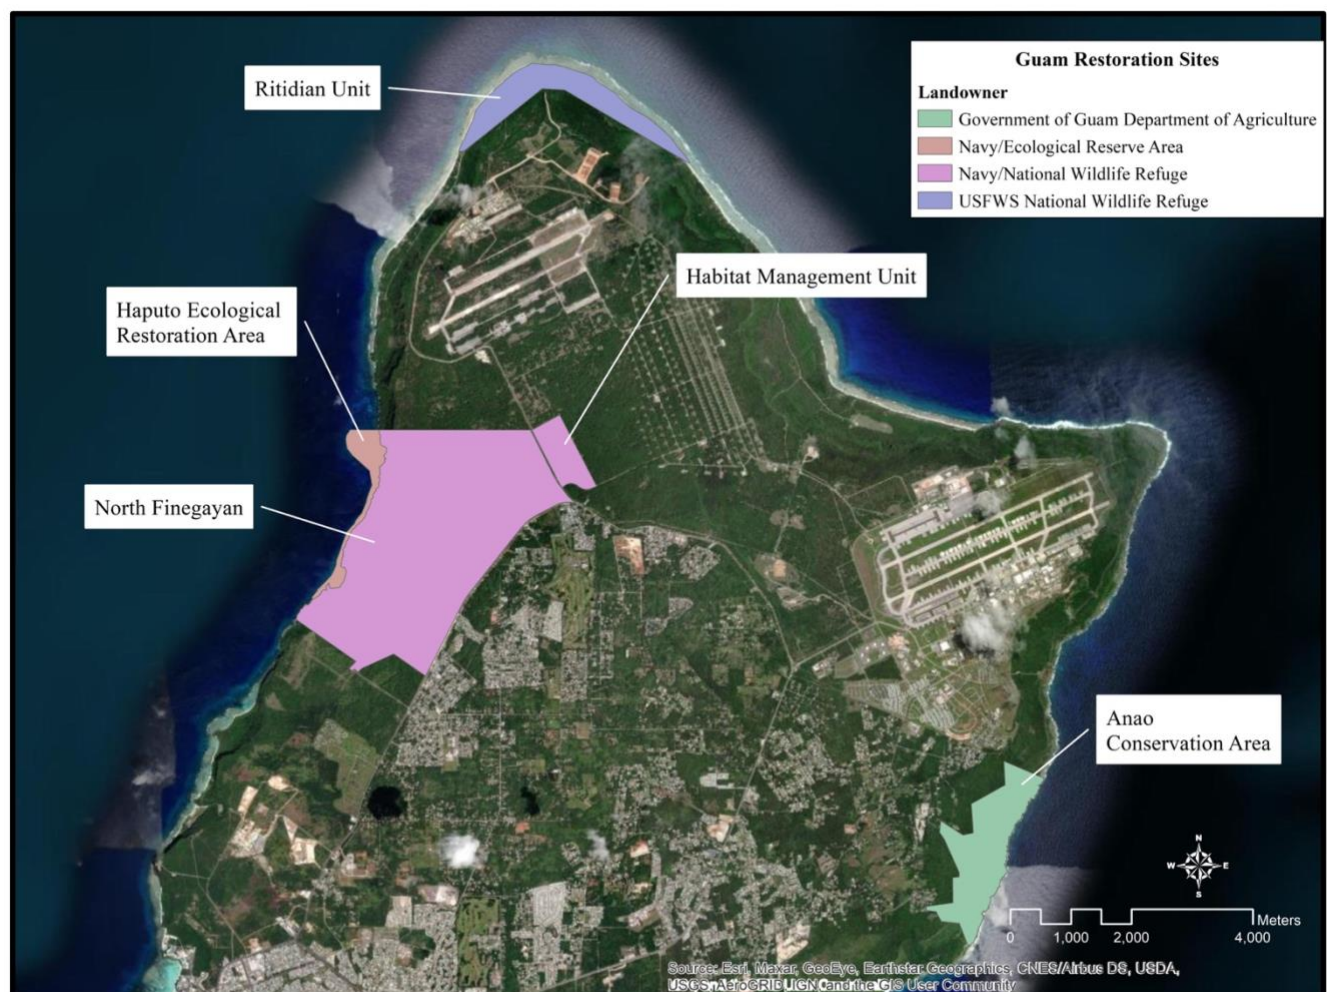 Ritidian Unit
Guam Restoration Sites
Landowner
Government of Guam Department of Agriculture
Navy/Ecological Reserve Area
Navy/National Wildlife Refuge
USFWS National Wildlife Refuge
Habitat Management Unit
Haputo Ecological
Restoration Area
North Finegayan
Anao
Conservation Area
N
W E
S
Meters
0 1,000 2,000 4,000
Source: Esri, Maxar, GeoEye, Earthstar Geographics, CNES/Airbus DS, USDA,
USGS, AeroGRID, IGN, and the GIS User Community